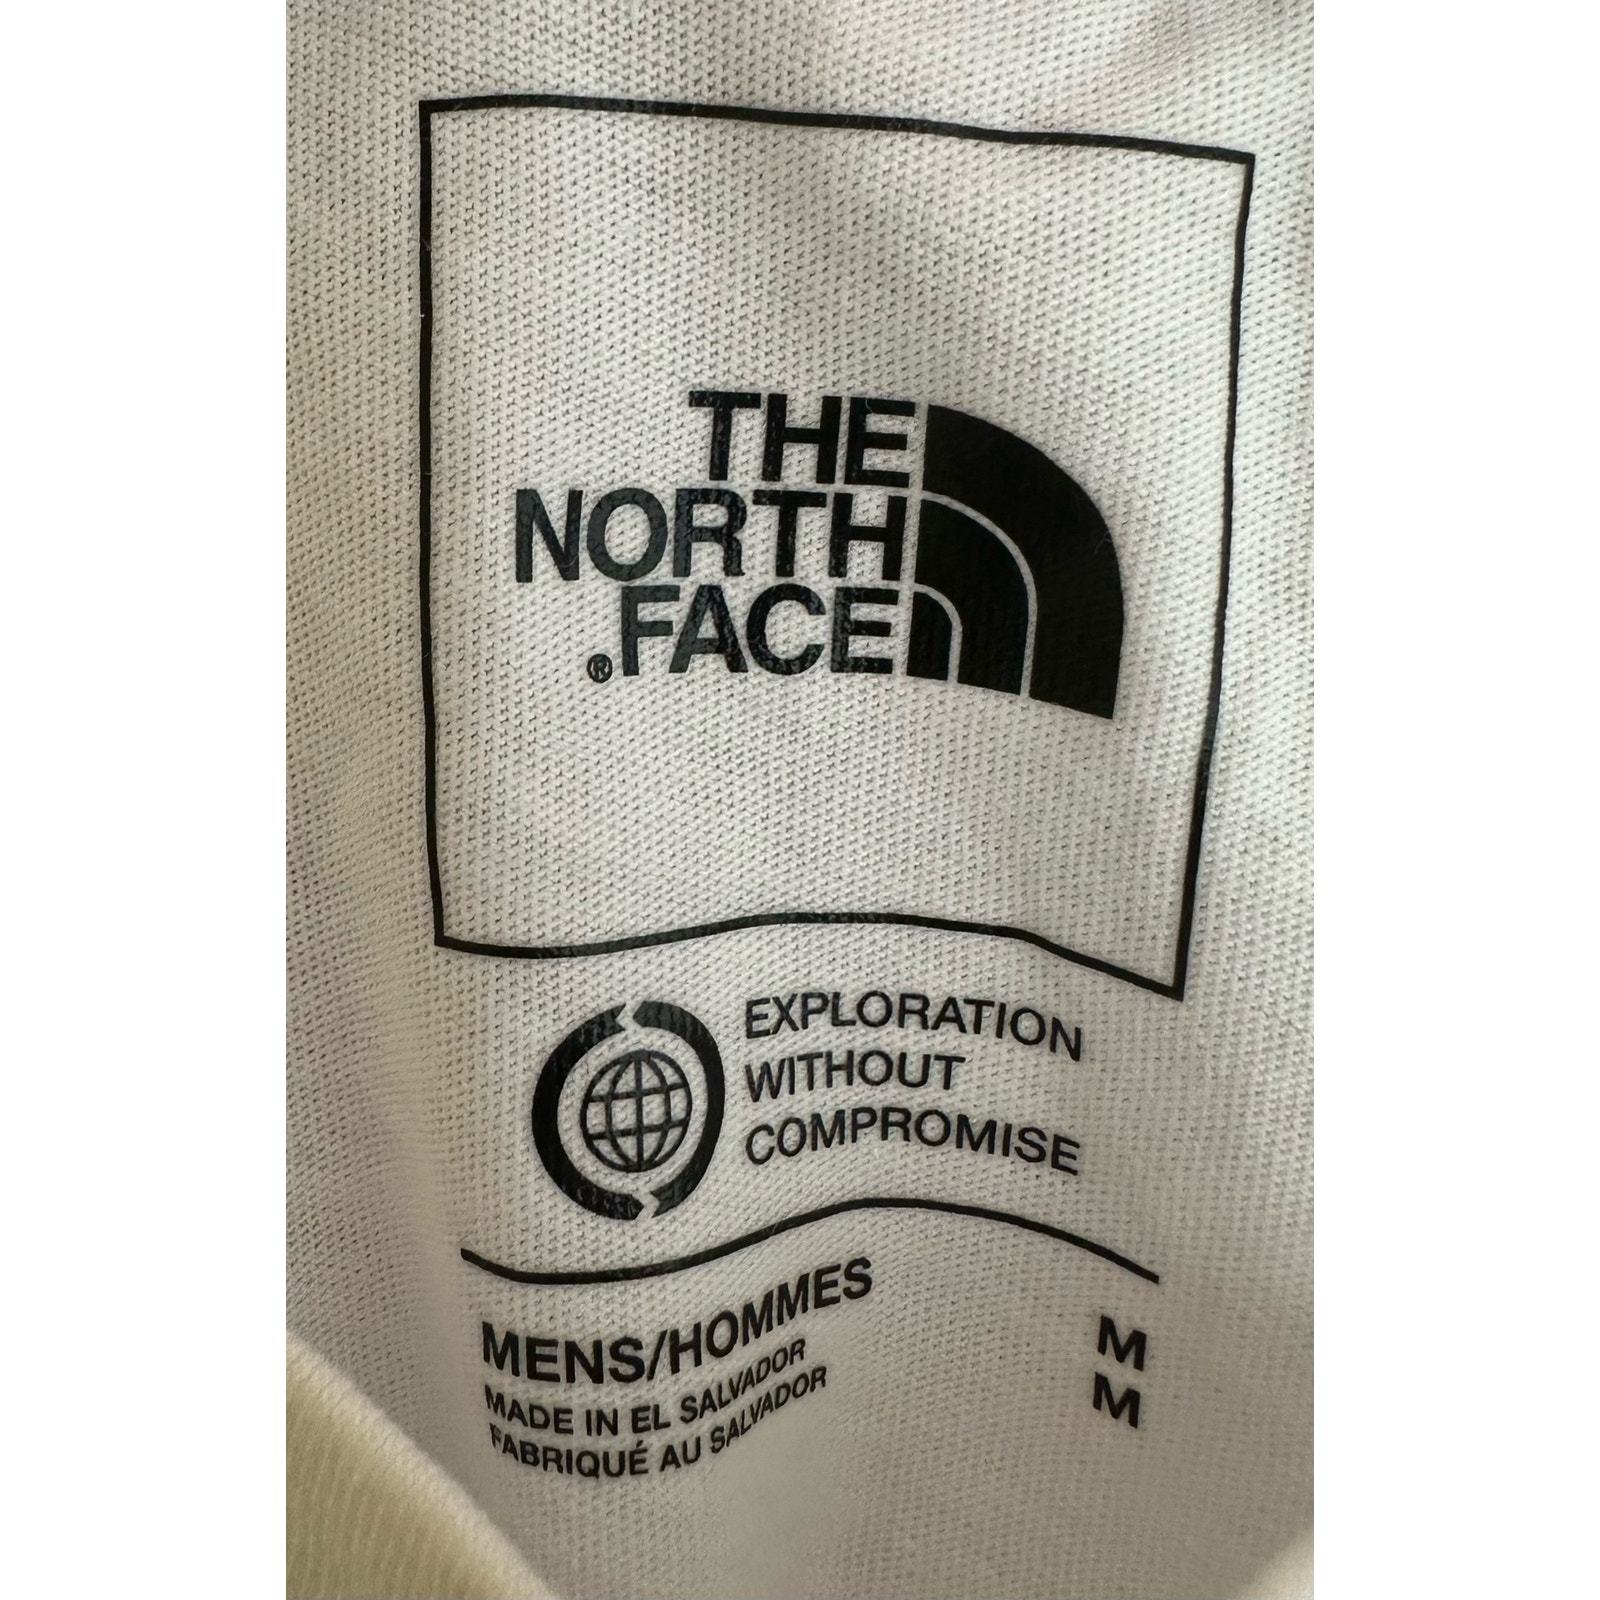 THE
NORTH
FACE
®
EXPLORATION
WITHOUT
COMPROMISE
MENS/HOMMES
MADE IN EL SALVADOR
FABRIQUÉ AU SALVADOR
M
M